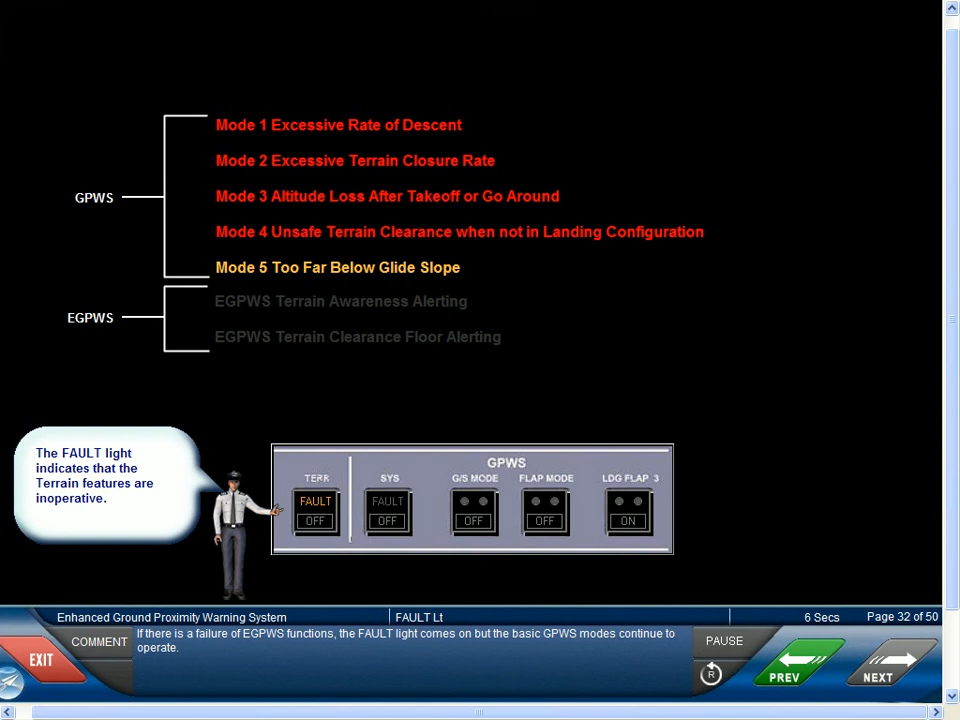 Mode 1 Excessive Rate of Descent
Mode 2 Excessive Terrain Closure Rate
GPWS
Mode 3 Altitude Loss After Takeoff or Go Around
Mode 4 Unsafe Terrain Clearance when not in Landing Configuration
Mode 5 Too Far Below Glide Slope
EGPWS
EGPWS Terrain Awareness Alerting
EGPWS Terrain Clearance Floor Alerting
The FAULT light
indicates that the
Terrain features are
inoperative.
GPWS
TERR SYS G/S MODE FLAP MODE LDG FLAP 3
FAULT FAULT
OFF OFF OFF OFF ON
Enhanced Ground Proximity Warning System FAULT Lt 6 Secs Page 32 of 50
COMMENT
If there is a failure of EGPWS functions, the FAULT light comes on but the basic GPWS modes continue to
operate.
PAUSE
EXIT
R
PREV
NEXT